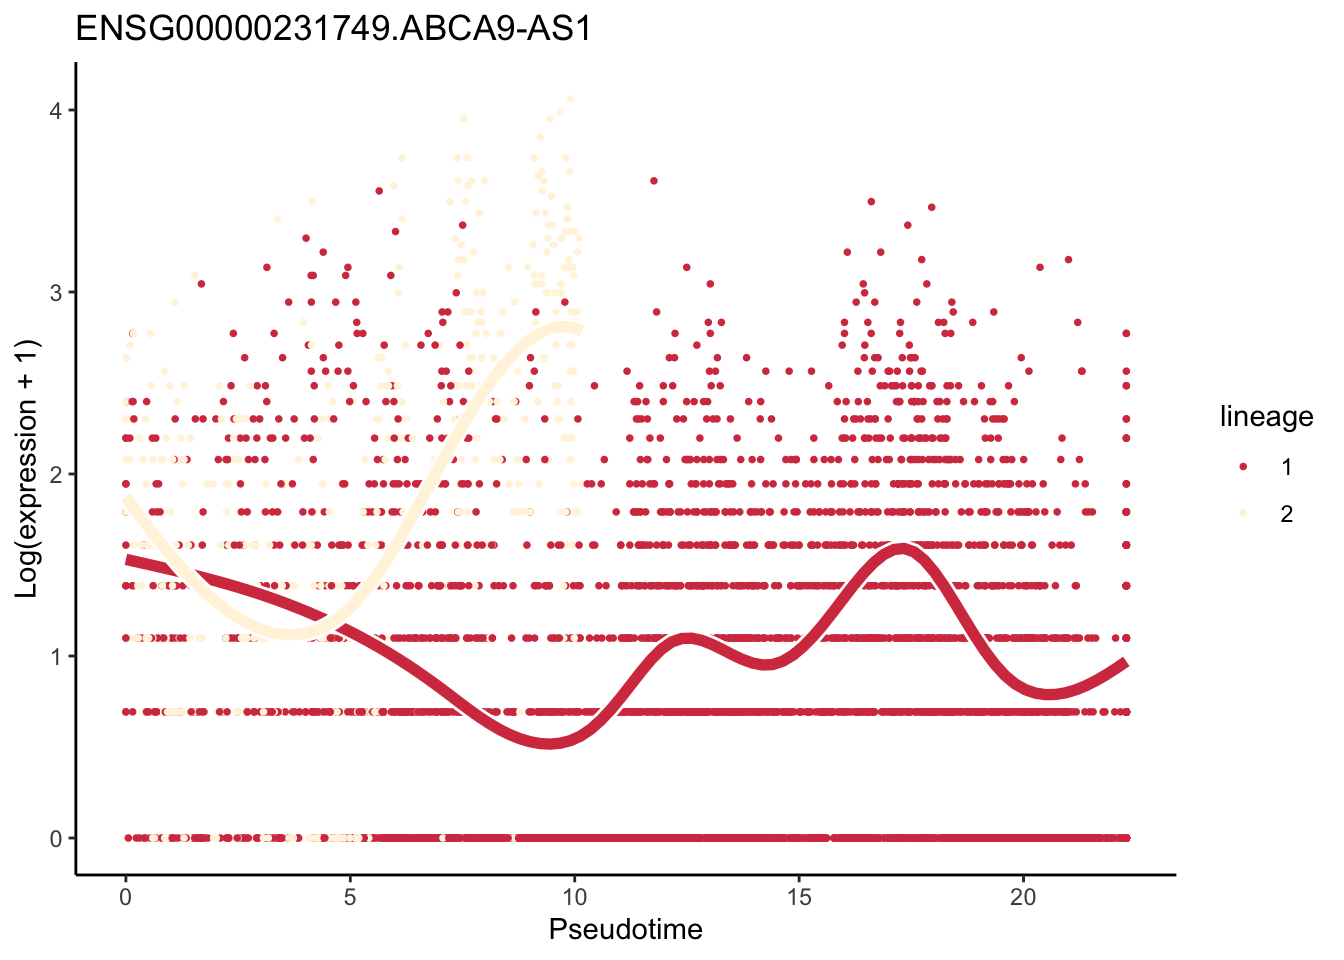 ENSG00000231749.ABCA9-AS1
Log(expression + 1)
4
3
2
1
0
0 5 10 15 20
Pseudotime
lineage
1
2